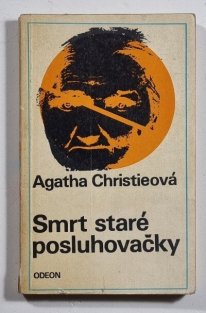 Agatha Christieová
Smrt staré
posluhovačky
ODEON